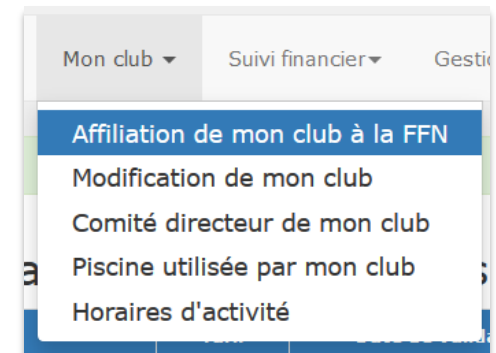 Mon club Suivi financier
Affiliation de mon club à la FFN
Modification de mon club
Comité directeur de mon club
Piscine utilisée par mon club
Horaires d'activité